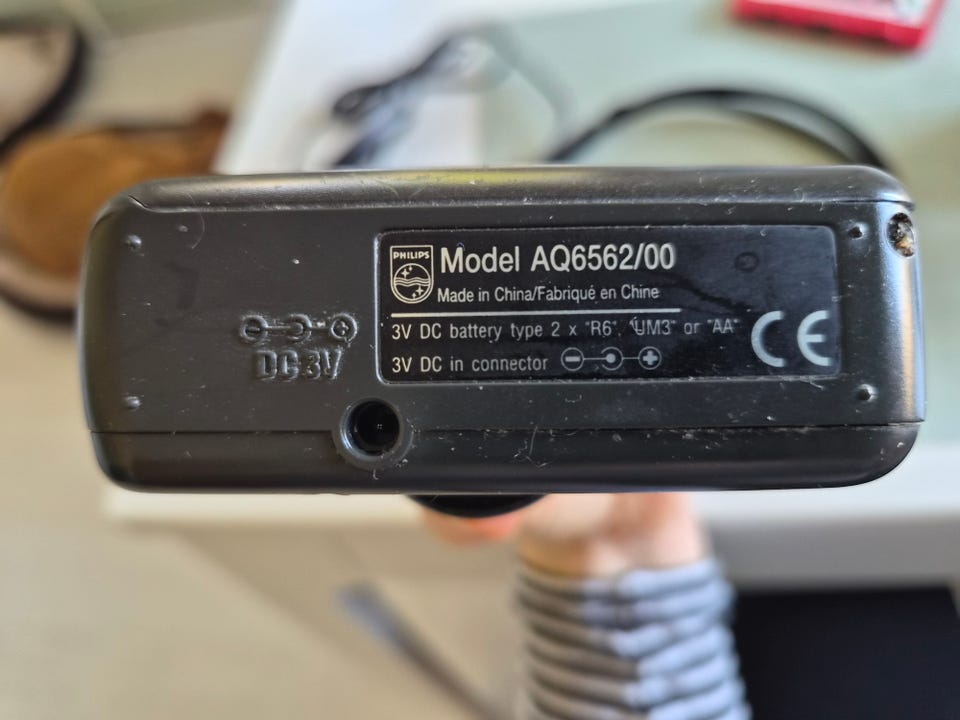 PHILIPS
Model AQ6562/00
Made in China/Fabriqué en Chine
3V DC battery type 2 x "R6", "UM3" or "AA"
3V DC in connector
CE
DC 3V